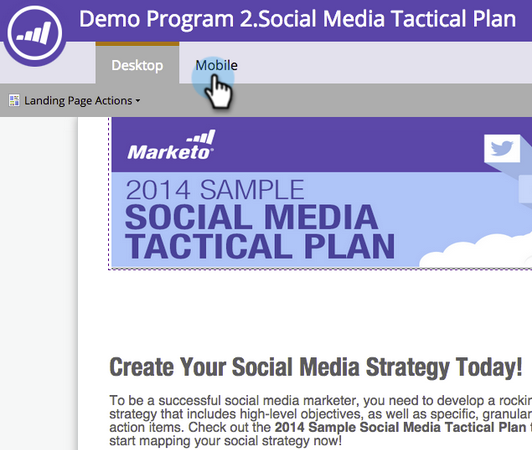 Demo Program 2.Social Media Tactical Plan
Desktop
Mobile
Landing Page Actions
Marketo
2014 SAMPLE
SOCIAL MEDIA
TACTICAL PLAN
Create Your Social Media Strategy Today!
To be a successful social media marketer, you need to develop a
strategy that includes high-level objectives, as well as specific,
action items. Check out the 2014 Sample Social Media Tactical Plan
start mapping your social strategy now!